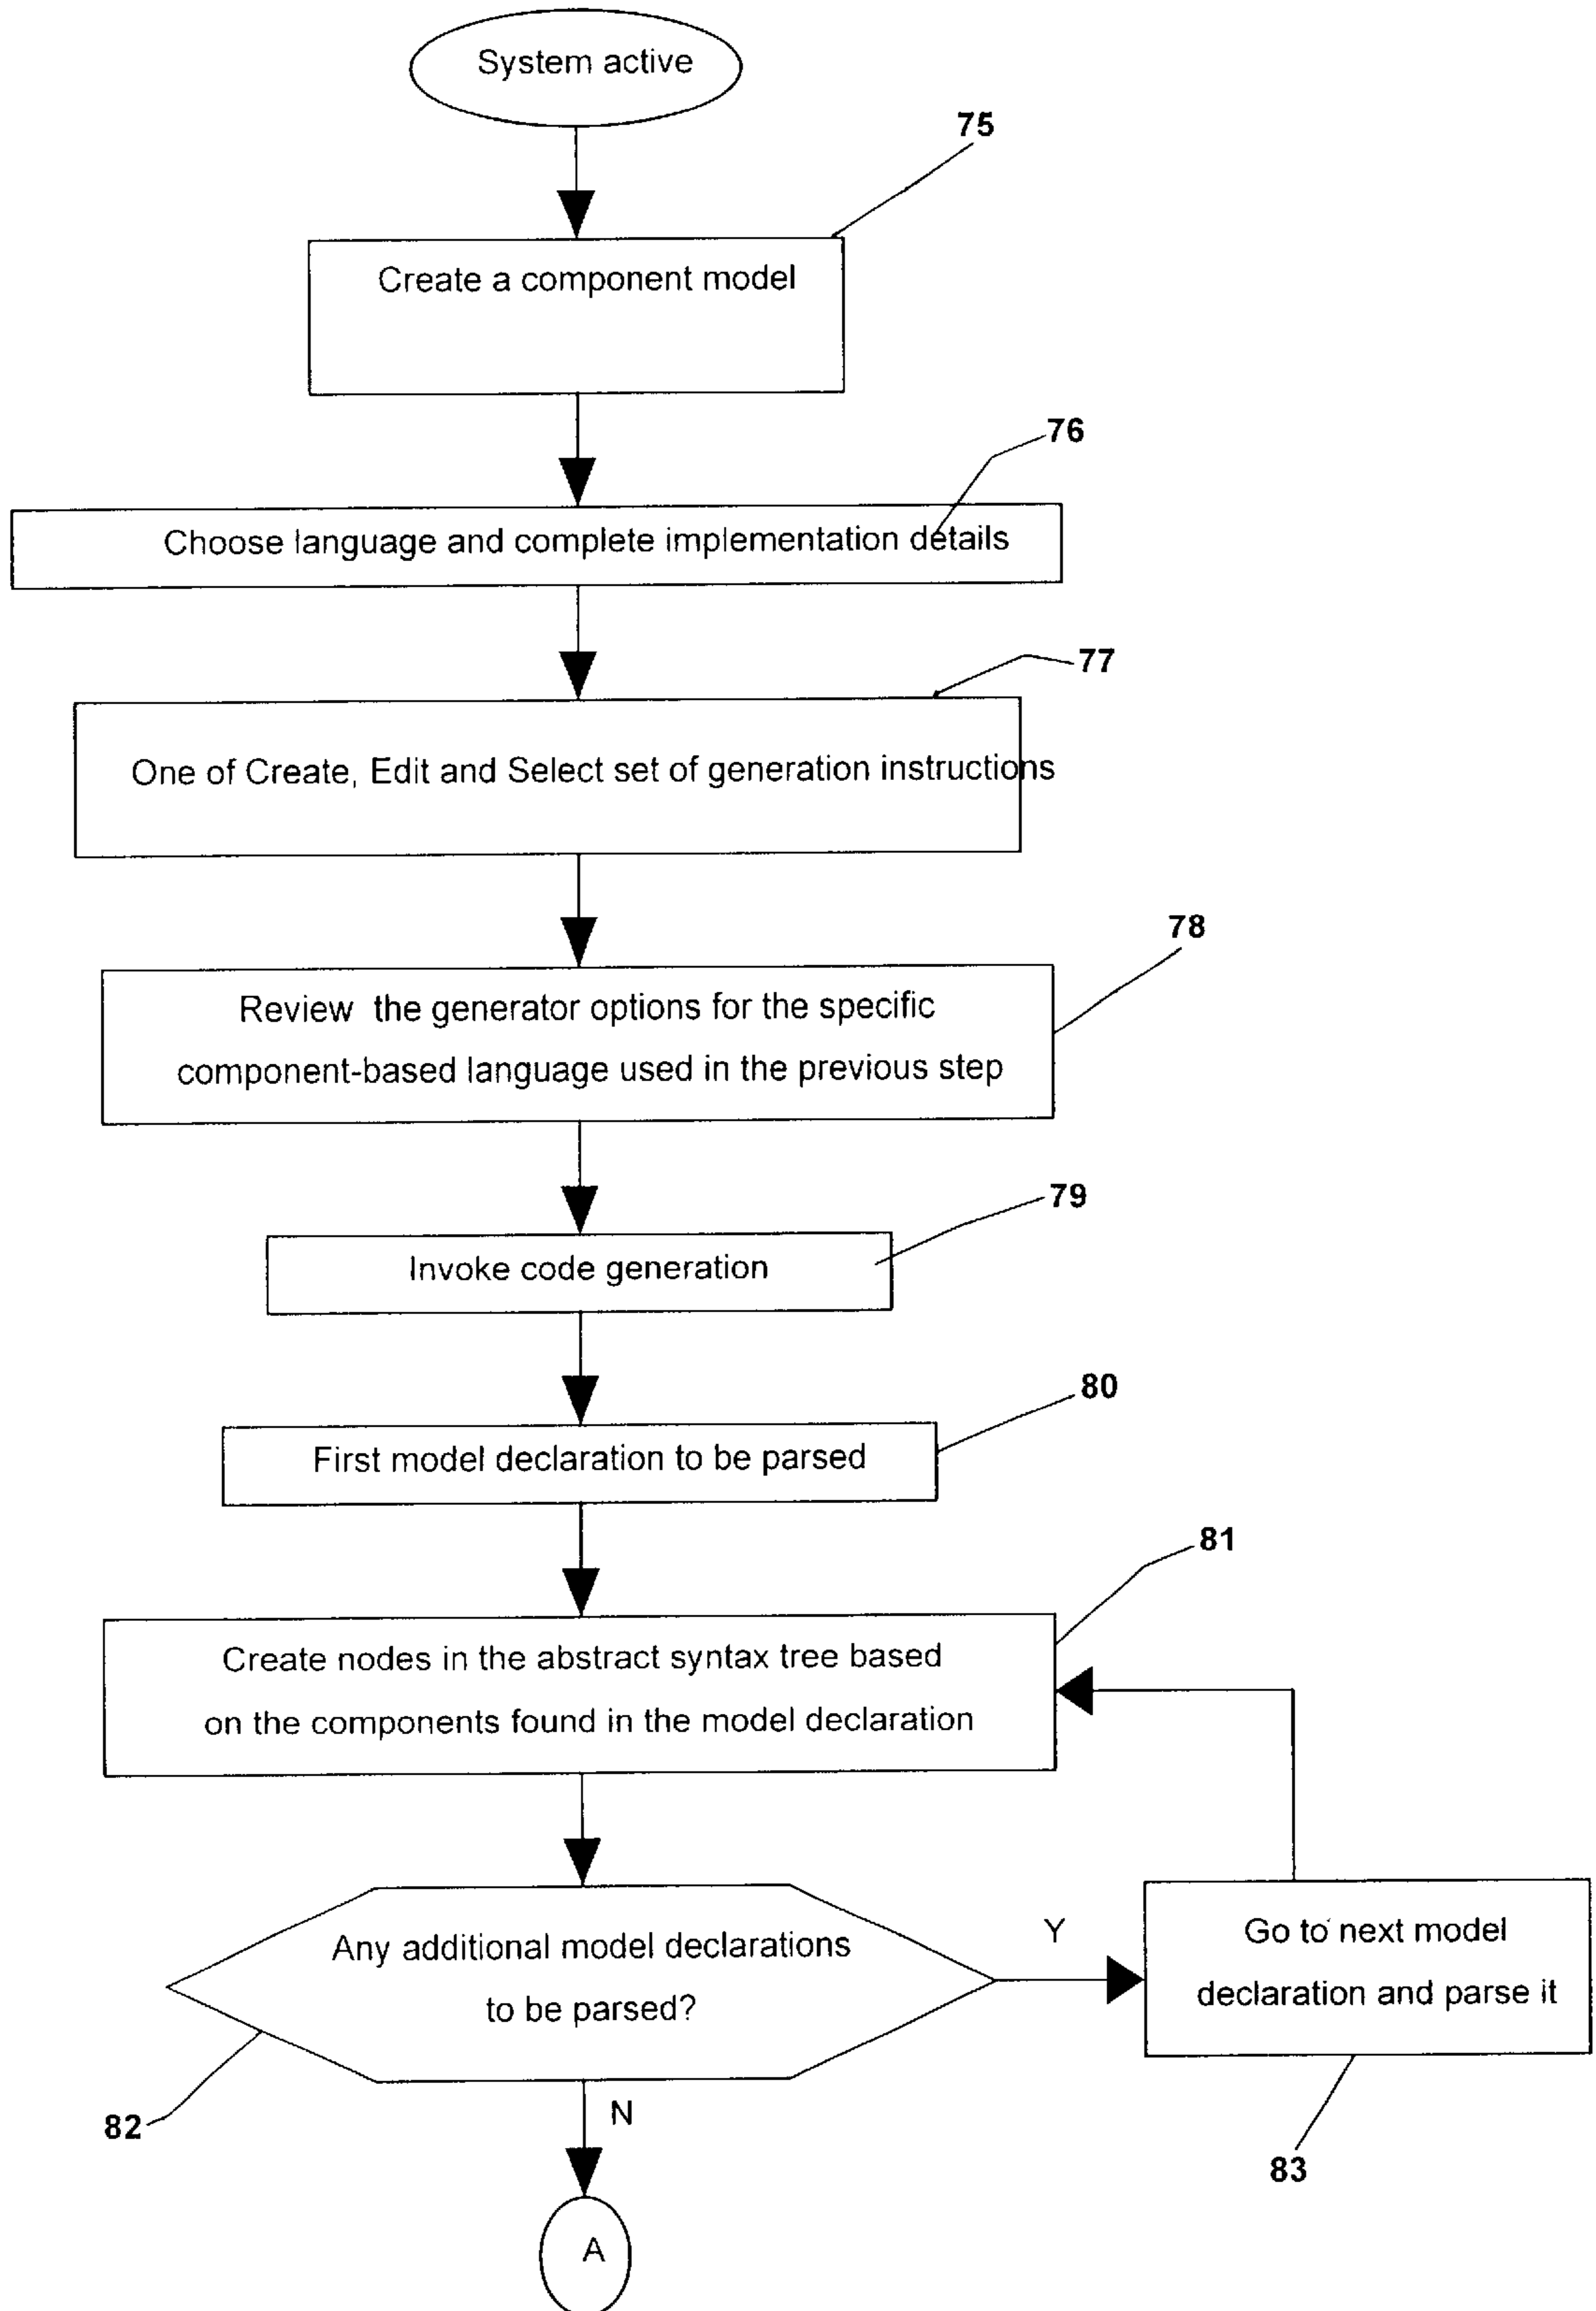 System active
75
Create a component model
76
Choose language and complete implementation details
77
One of Create, Edit and Select set of generation instructions
78
Review the generator options for the specific
component-based language used in the previous step
79
Invoke code generation
80
First model declaration to be parsed
81
Create nodes in the abstract syntax tree based
on the components found in the model declaration
Any additional model declarations
to be parsed?
Y
Go to next model
declaration and parse it
82
N
83
A